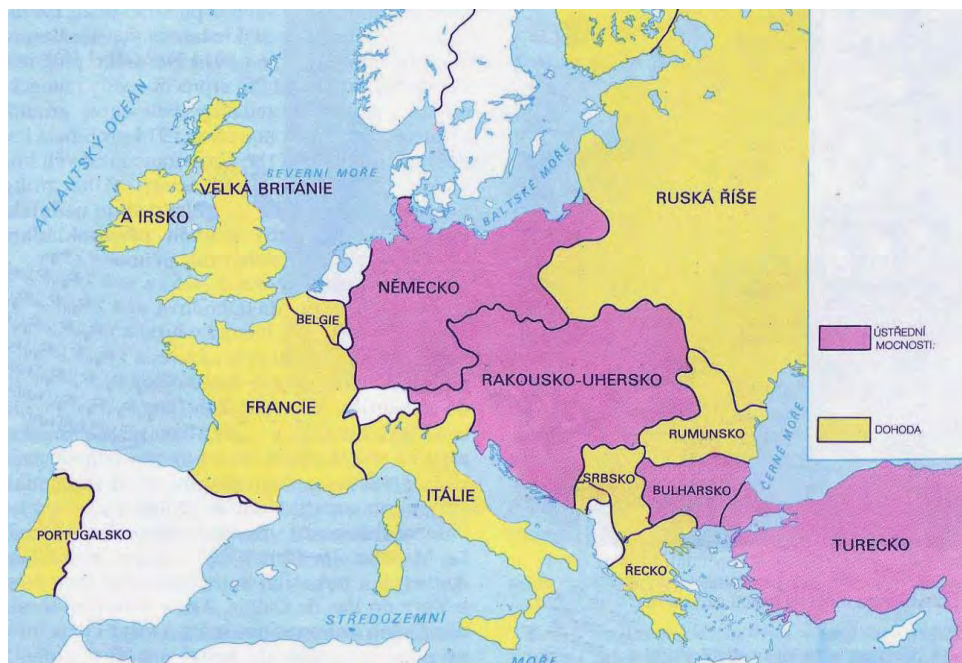 ATLANTSKÝ OCEÁN
VELKÁ BRITÁNIE
A IRSKO
SEVERNÍ MOŘE
BALTSKÉ MOŘE
RUSKÁ ŘÍŠE
NĚMECKO
BELGIE
ÚSTŘEDNÍ
MOCNOSTI:
RAKOUSKO-UHERSKO
FRANCIE
DOHODA
RUMUNSKO
ČERNÉ MOŘE
SRBSKO
BULHARSKO
ITÁLIE
PORTUGALSKO
TURECKO
ŘECKO
STŘEDOZEMNÍ
MOŘE